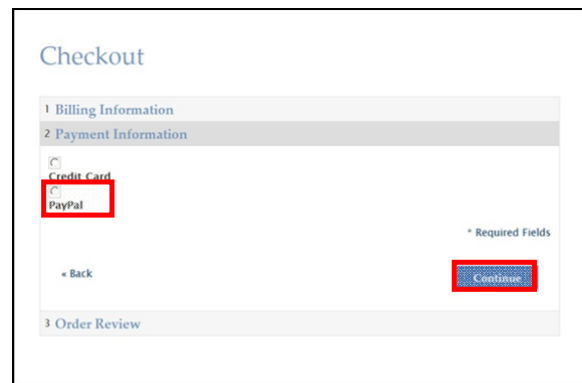 Checkout
1 Billing Information
2 Payment Information
Credit Card
PayPal
* Required Fields
« Back
Continue
3 Order Review